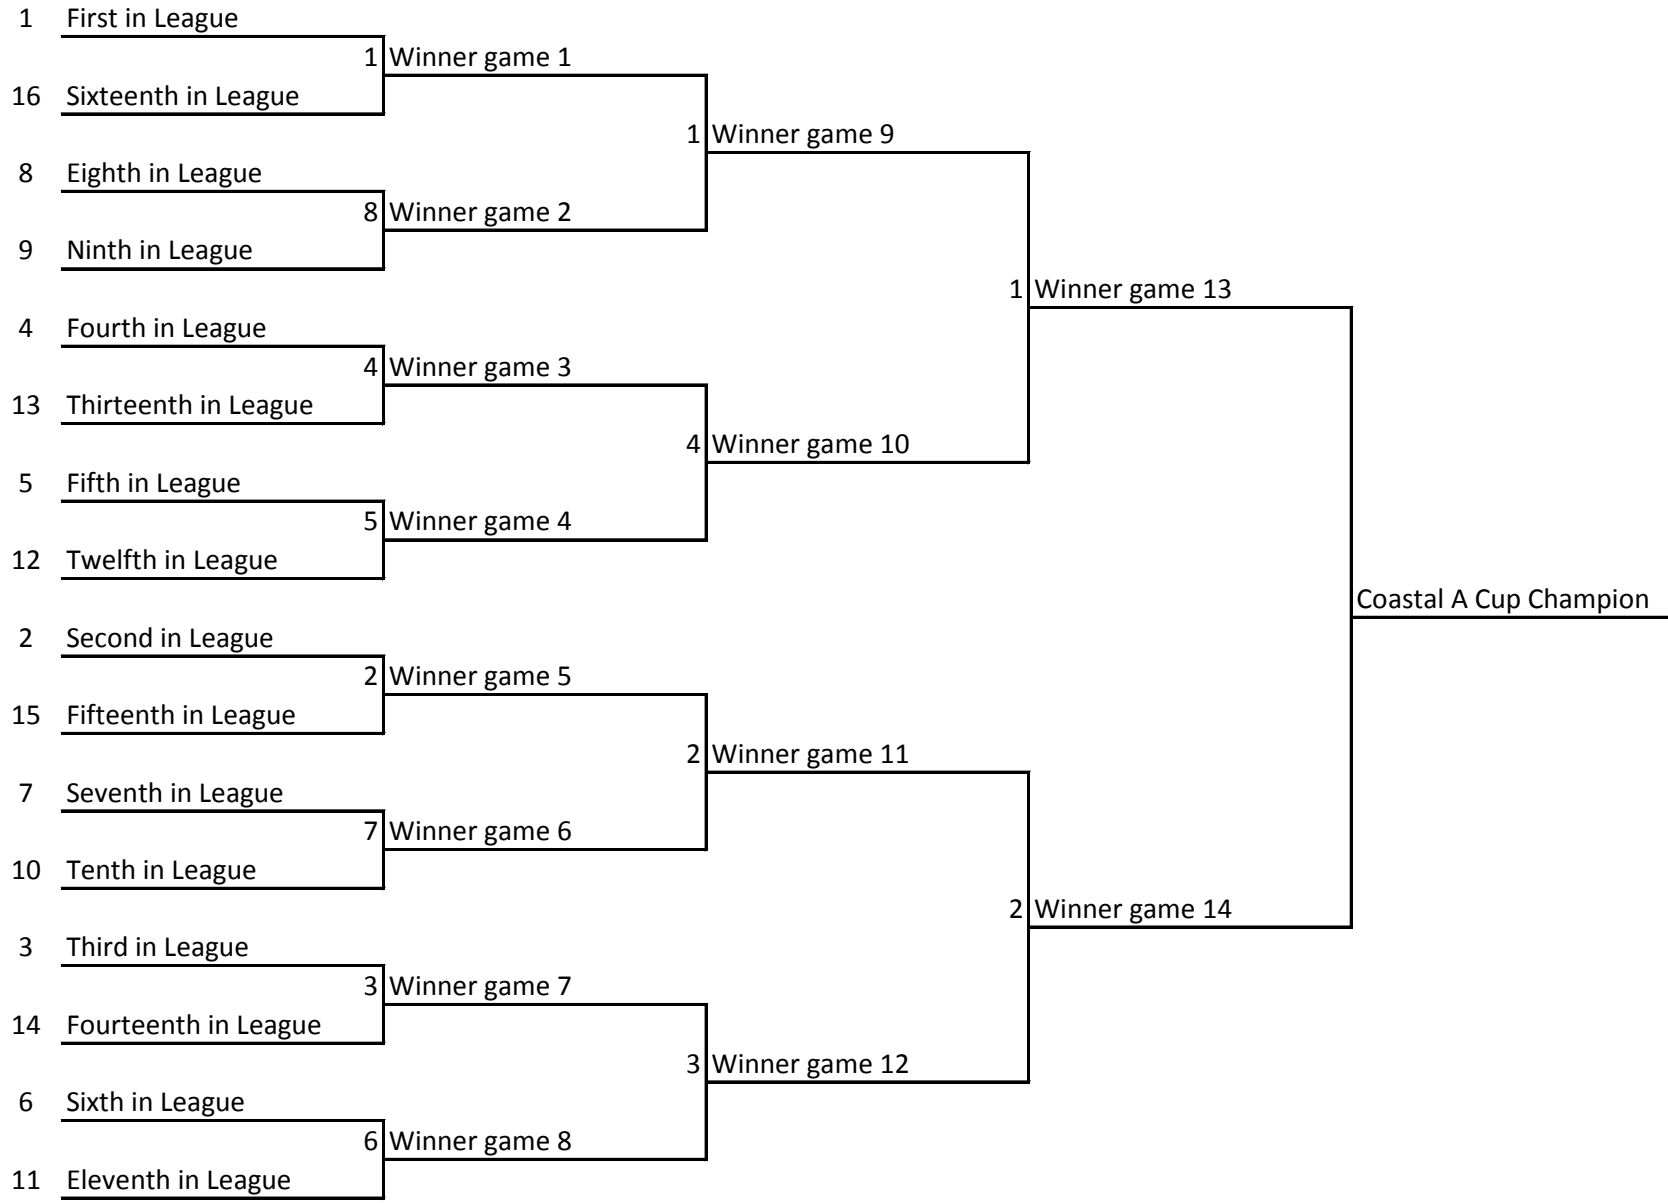 1 First in League
1 Winner game 1
16 Sixteenth in League
1 Winner game 9
8 Eighth in League
8 Winner game 2
9 Ninth in League
1 Winner game 13
4 Fourth in League
4 Winner game 3
13 Thirteenth in League
4 Winner game 10
5 Fifth in League
5 Winner game 4
12 Twelfth in League
Coastal A Cup Champion
2 Second in League
2 Winner game 5
15 Fifteenth in League
2 Winner game 11
7 Seventh in League
7 Winner game 6
10 Tenth in League
2 Winner game 14
3 Third in League
3 Winner game 7
14 Fourteenth in League
3 Winner game 12
6 Sixth in League
6 Winner game 8
11 Eleventh in League